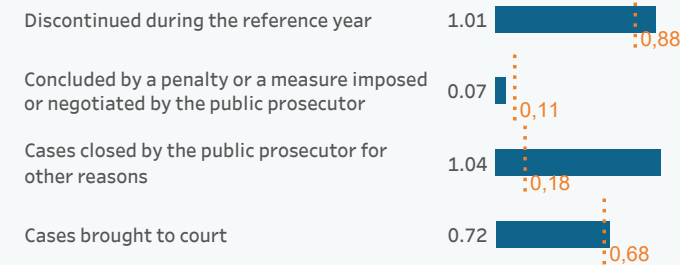 Discontinued during the reference year 1.01
0,88
Concluded by a penalty or a measure imposed
or negotiated by the public prosecutor 0.07
0,11
Cases closed by the public prosecutor for
other reasons 1.04
0,18
Cases brought to court 0.72
0,68